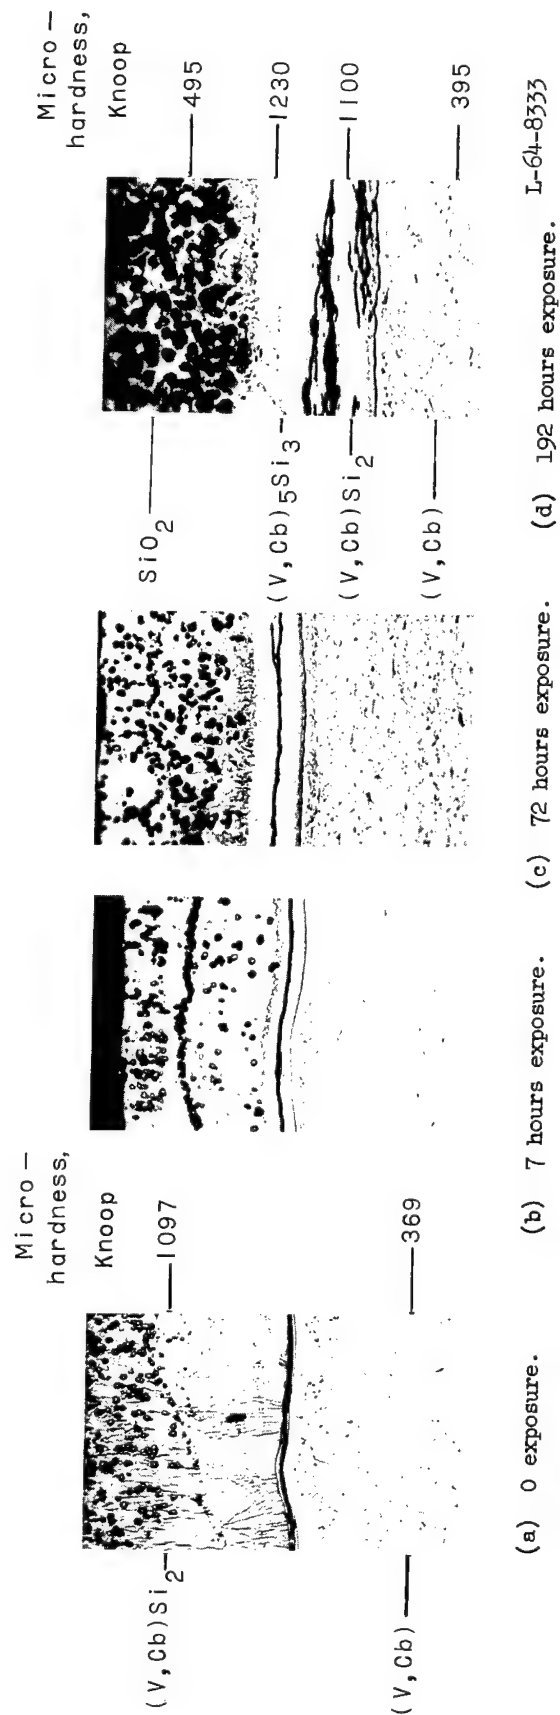 Micro —
hardness,
Knoop
(V,Cb)Si2
1097
(V,Cb)
369
(a) 0 exposure.
(b) 7 hours exposure.
(c) 72 hours exposure.
Micro —
hardness,
Knoop
SiO2
495
(V,Cb)5Si3
1230
(V,Cb)Si2
1100
(V,Cb)
395
(d) 192 hours exposure.
L-64-8333